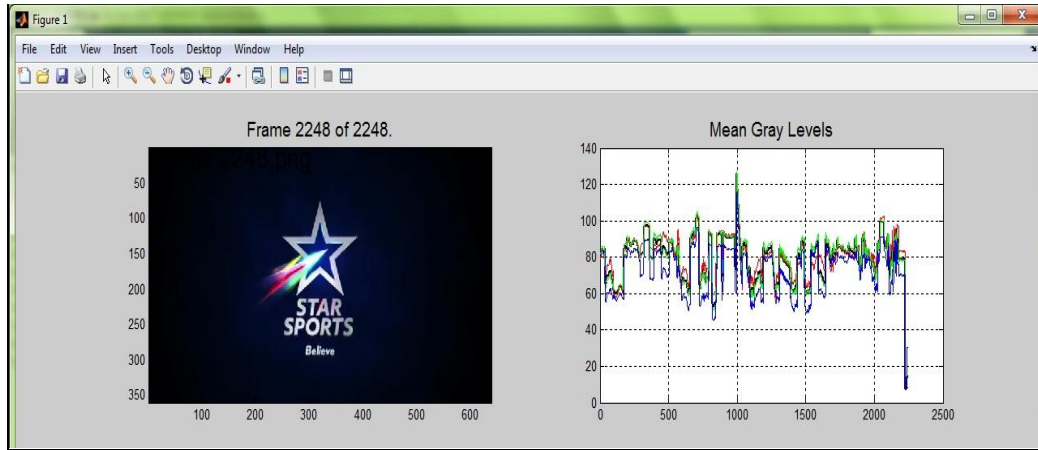 Figure 1
File Edit View Insert Tools Desktop Window Help
Frame 2248 of 2248.
2248.png
50
100
150
200
250
300
350
100 200 300 400 500 600
STAR
SPORTS
Believe
Mean Gray Levels
140
120
100
80
60
40
20
0
0 500 1000 1500 2000 2500